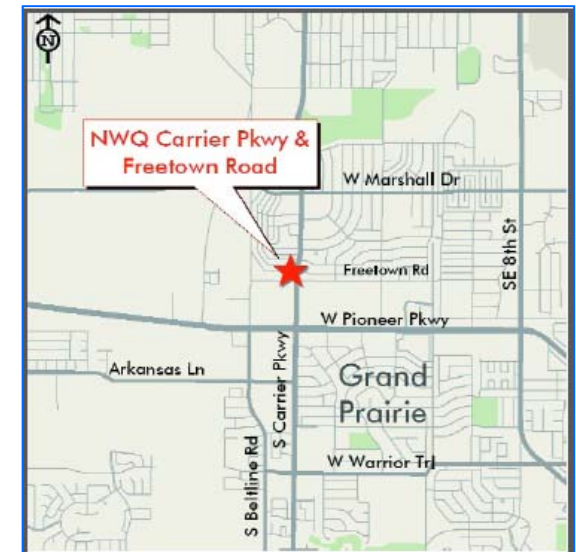 N
NWQ Carrier Pkwy &
Freetown Road
W Marshall Dr
SE 8th St
Freetown Rd
W Pioneer Pkwy
Arkansas Ln
S Carrier Pkwy
Grand
Prairie
S Beltline Rd
W Warrior Trl